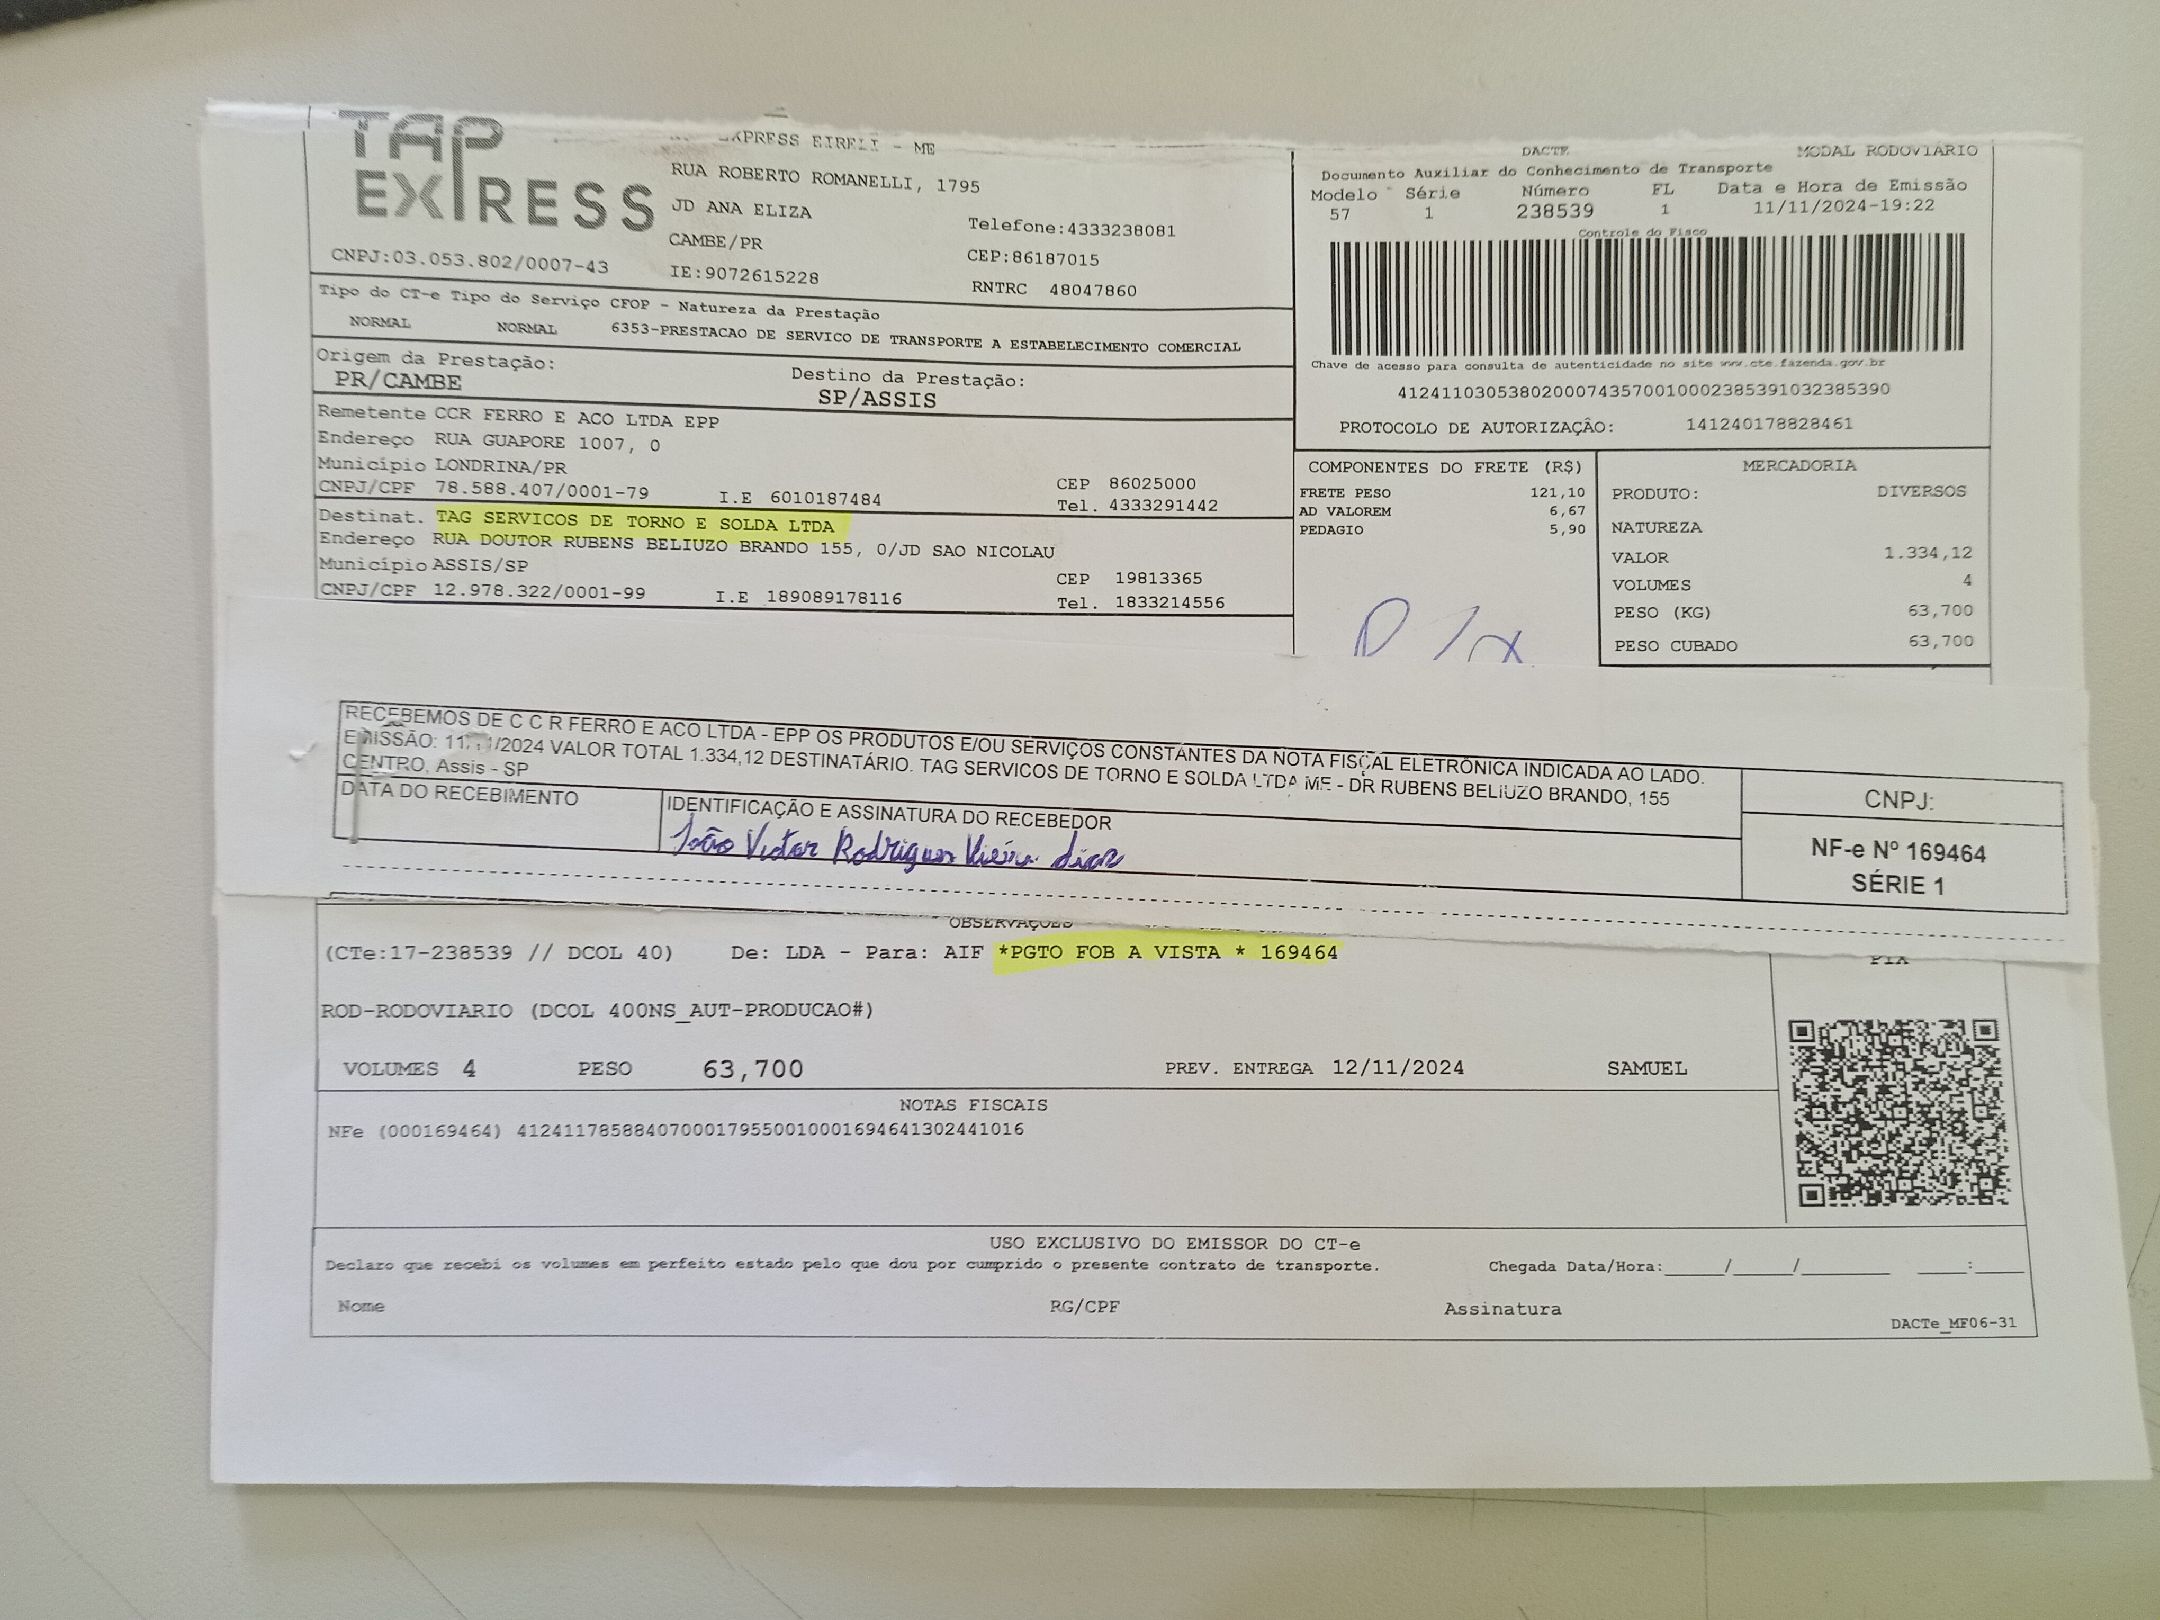 TAP
EXPRESS
EXPRESS EIRELI - ME
RUA ROBERTO ROMANELLI, 1795
JD ANA ELIZA
Telefone:4333238081
CAMBE/PR
CEP:86187015
CNPJ:03.053.802/0007-43
IE:9072615228
RNTRC 48047860
DACTE MODAL RODOVIÁRIO
Documento Auxiliar do Conhecimento de Transporte
Modelo Série Número FL Data e Hora de Emissão
57 1 238539 1 11/11/2024-19:22
Controle do Fisco
Chave de acesso para consulta de autenticidade no site www.cte.fazenda.gov.br
41241103053802000743570010002385391032385390
PROTOCOLO DE AUTORIZAÇÃO: 141240178828461
Tipo do CT-e Tipo do Serviço CFOP - Natureza da Prestação
NORMAL NORMAL 6353-PRESTACAO DE SERVICO DE TRANSPORTE A ESTABELECIMENTO COMERCIAL
Origem da Prestação: Destino da Prestação:
PR/CAMBE SP/ASSIS
Remetente CCR FERRO E ACO LTDA EPP
Endereço RUA GUAPORE 1007, 0
Município LONDRINA/PR CEP 86025000
CNPJ/CPF 78.588.407/0001-79 I.E 6010187484 Tel. 4333291442
Destinat. TAG SERVICOS DE TORNO E SOLDA LTDA
Endereço RUA DOUTOR RUBENS BELIUZO BRANDO 155, 0/JD SAO NICOLAU
Município ASSIS/SP CEP 19813365
CNPJ/CPF 12.978.322/0001-99 I.E 189089178116 Tel. 1833214556
COMPONENTES DO FRETE (R$)
FRETE PESO 121,10
AD VALOREM 6,67
PEDAGIO 5,90
MERCADORIA
PRODUTO: DIVERSOS
NATUREZA
VALOR 1.334,12
VOLUMES 4
PESO (KG) 63,700
PESO CUBADO 63,700
RECEBEMOS DE C C R FERRO E ACO LTDA - EPP OS PRODUTOS E/OU SERVIÇOS CONSTANTES DA NOTA FISCAL ELETRÔNICA INDICADA AO LADO.
EMISSÃO: 11/11/2024 VALOR TOTAL 1.334,12 DESTINATÁRIO. TAG SERVICOS DE TORNO E SOLDA LTDA ME - DR RUBENS BELIUZO BRANDO, 155
CENTRO, Assis - SP
DATA DO RECEBIMENTO
IDENTIFICAÇÃO E ASSINATURA DO RECEBEDOR
João Victor Rodrigues Vieira Dias
CNPJ:
NF-e Nº 169464
SÉRIE 1
OBSERVAÇÕES
(CTe:17-238539 // DCOL 40) De: LDA - Para: AIF *PGTO FOB A VISTA * 169464
PIX
ROD-RODOVIARIO (DCOL 400NS_AUT-PRODUCAO#)
VOLUMES 4 PESO 63,700 PREV. ENTREGA 12/11/2024 SAMUEL
NOTAS FISCAIS
NFe (000169464) 41241178588407000179550010001694641302441016
USO EXCLUSIVO DO EMISSOR DO CT-e
Declaro que recebi os volumes em perfeito estado pelo que dou por cumprido o presente contrato de transporte. Chegada Data/Hora:_____/_____/_______ ____:____
Nome RG/CPF Assinatura
DACTe_MF06-31